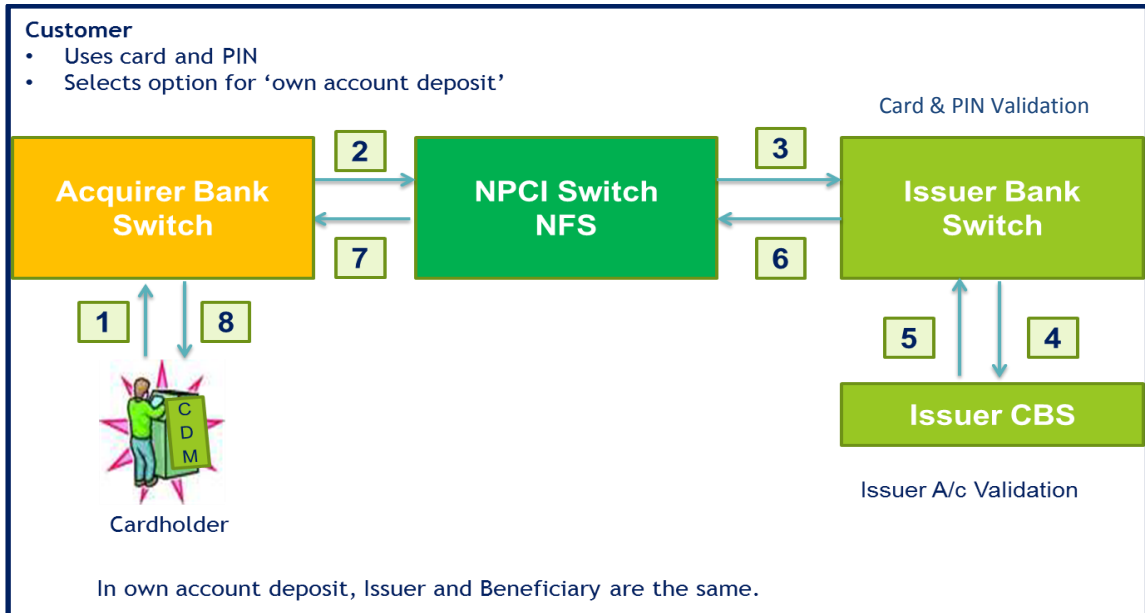 Customer
• Uses card and PIN
• Selects option for ‘own account deposit’
Card & PIN Validation
Acquirer Bank
Switch
2
7
NPCI Switch
NFS
3
6
Issuer Bank
Switch
1
8
5
4
C
D
M
Issuer CBS
Cardholder
Issuer A/c Validation
In own account deposit, Issuer and Beneficiary are the same.